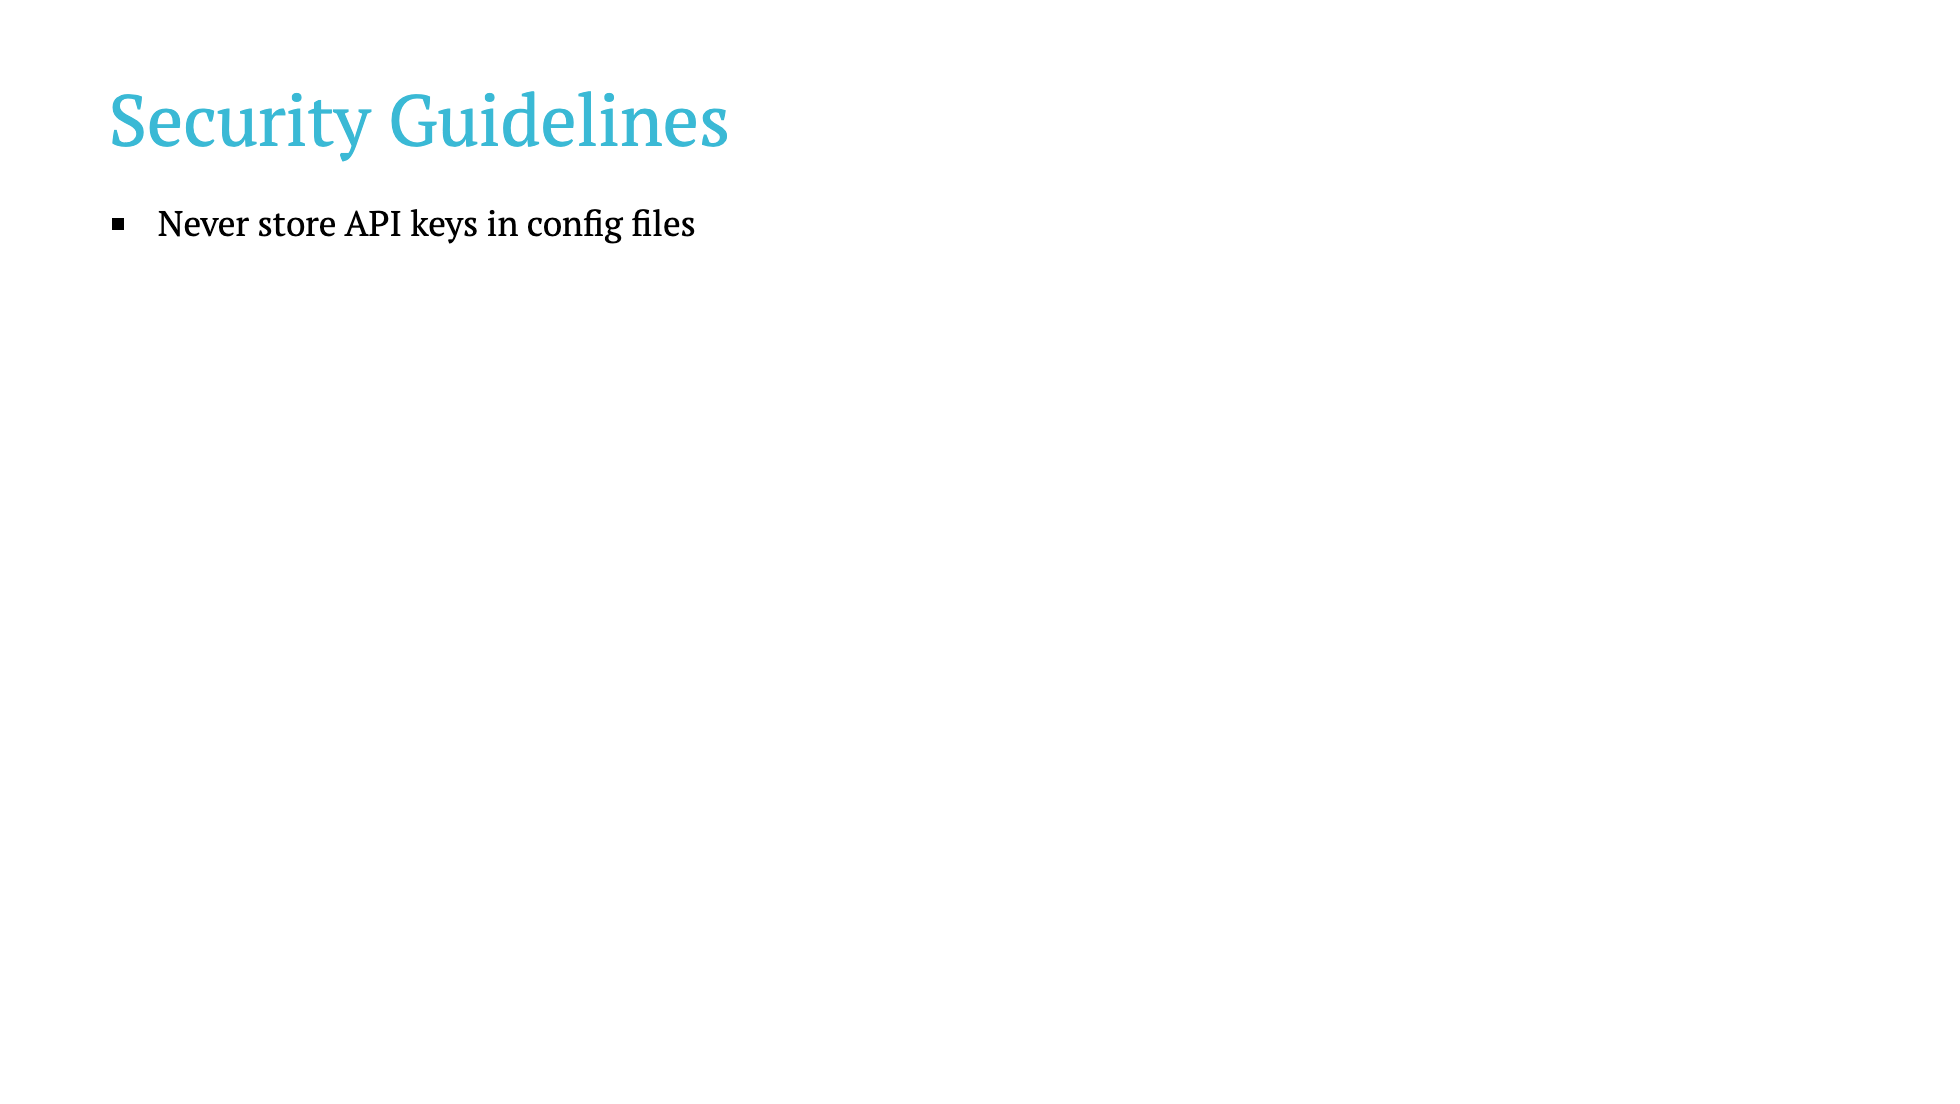 Security Guidelines
▪ Never store API keys in config files